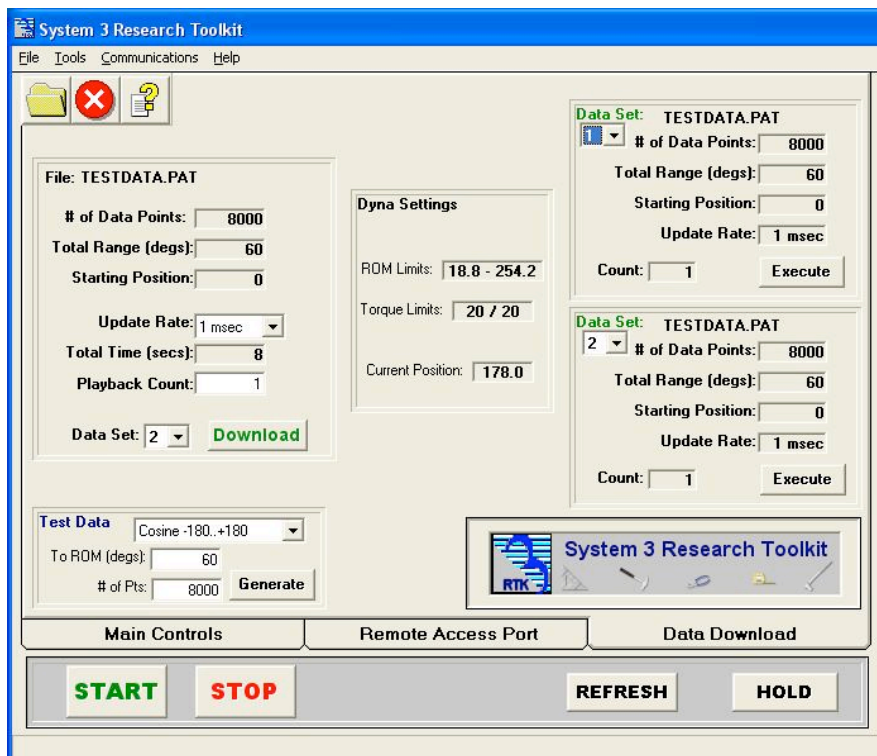 System 3 Research Toolkit
File Tools Communications Help
File: TESTDATA.PAT
# of Data Points: 8000
Total Range (degs): 60
Starting Position: 0
Update Rate: 1 msec
Total Time (secs): 8
Playback Count: 1
Data Set: 2 Download
Test Data Cosine -180..+180
To ROM (degs): 60
# of Pts: 8000 Generate
Dyna Settings
ROM Limits: 18.8 - 254.2
Torque Limits: 20 / 20
Current Position: 178.0
Data Set: TESTDATA.PAT
1 # of Data Points: 8000
Total Range (degs): 60
Starting Position: 0
Update Rate: 1 msec
Count: 1 Execute
Data Set: TESTDATA.PAT
2 # of Data Points: 8000
Total Range (degs): 60
Starting Position: 0
Update Rate: 1 msec
Count: 1 Execute
RTK System 3 Research Toolkit
Main Controls Remote Access Port Data Download
START STOP REFRESH HOLD